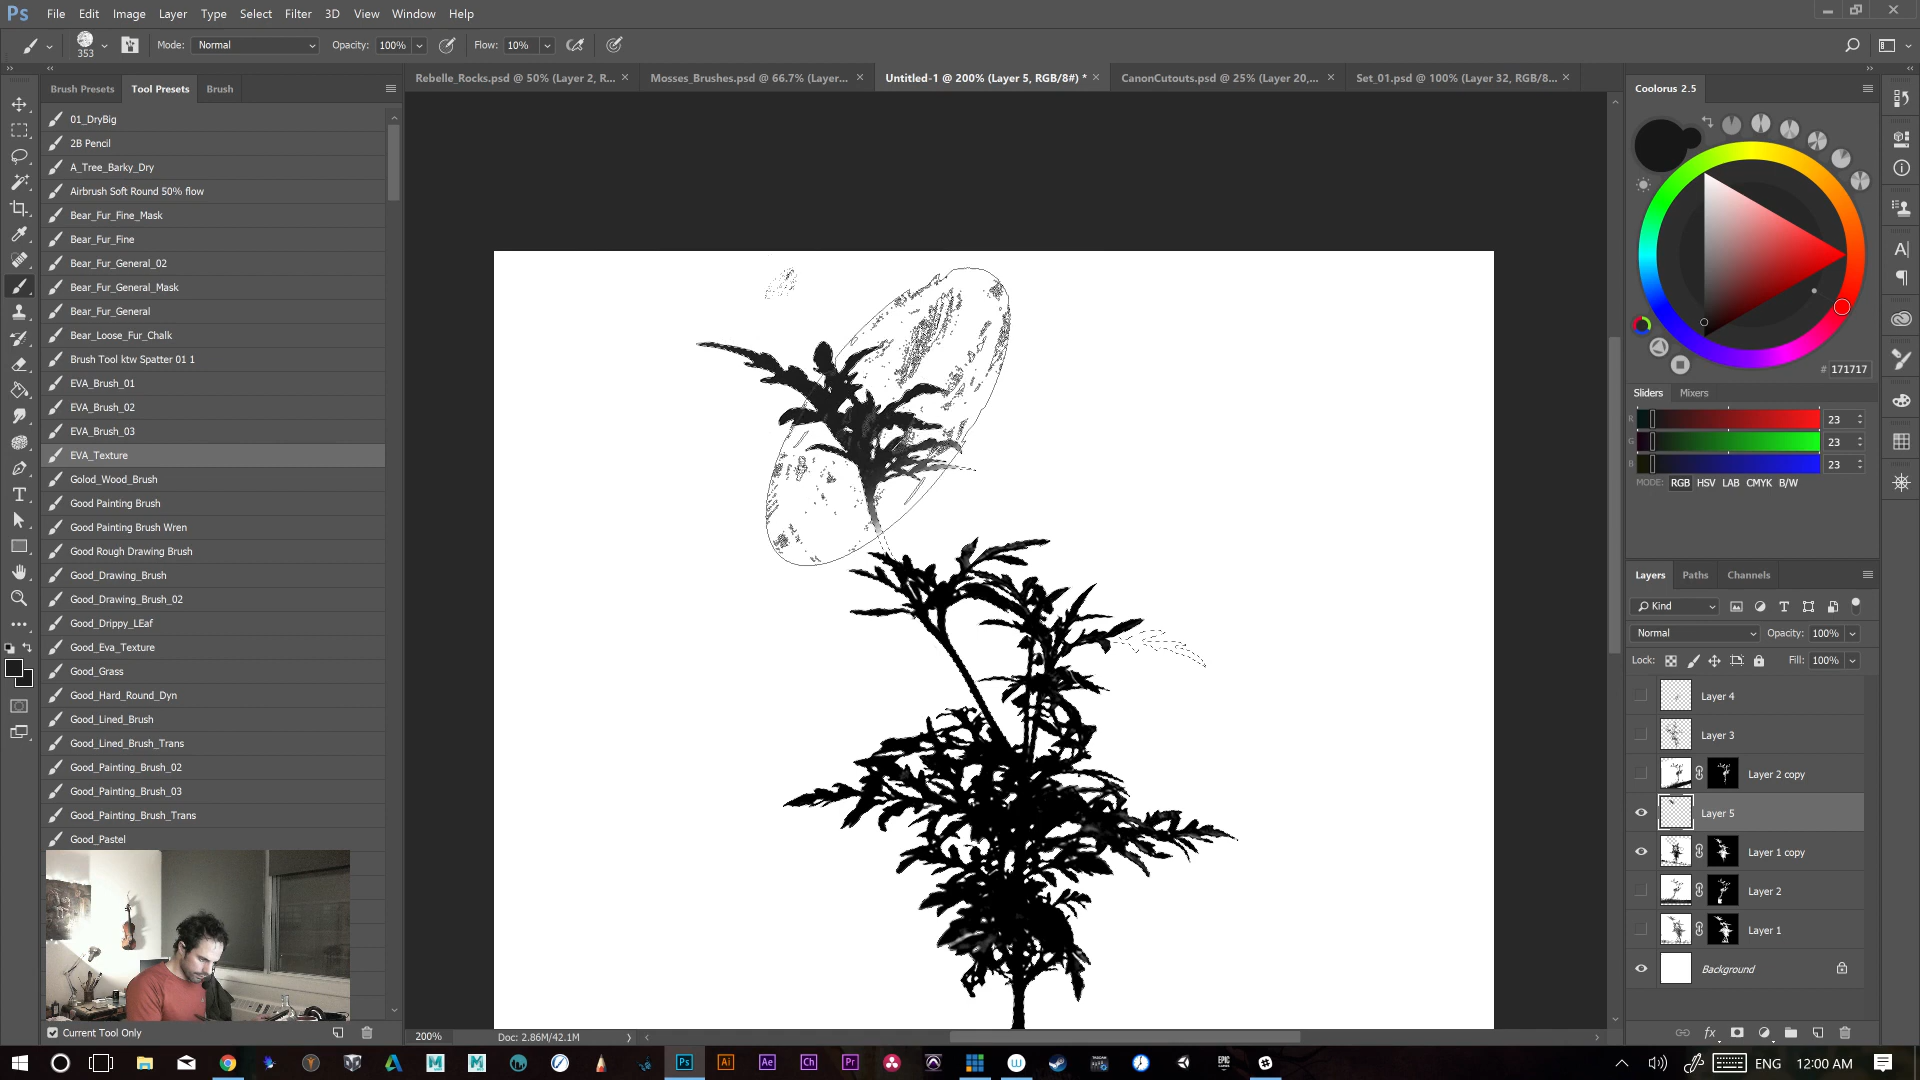 Ps File Edit Image Layer Type Select Filter 3D View Window Help
353 Mode: Normal Opacity: 100% Flow: 10%
Rebelle_Rocks.psd @ 50% (Layer 2, R... Mosses_Brushes.psd @ 66.7% (Layer... Untitled-1 @ 200% (Layer 5, RGB/8#) * CanonCutouts.psd @ 25% (Layer 20,... Set_01.psd @ 100% (Layer 32, RGB/8...
Brush Presets Tool Presets Brush
01_DryBig
2B Pencil
A_Tree_Barky_Dry
Airbrush Soft Round 50% flow
Bear_Fur_Fine_Mask
Bear_Fur_Fine
Bear_Fur_General_02
Bear_Fur_General_Mask
Bear_Fur_General
Bear_Loose_Fur_Chalk
Brush Tool ktw Spatter 01 1
EVA_Brush_01
EVA_Brush_02
EVA_Brush_03
EVA_Texture
Golod_Wood_Brush
Good Painting Brush
Good Painting Brush Wren
Good Rough Drawing Brush
Good_Drawing_Brush
Good_Drawing_Brush_02
Good_Drippy_LEaf
Good_Eva_Texture
Good_Grass
Good_Hard_Round_Dyn
Good_Lined_Brush
Good_Lined_Brush_Trans
Good_Painting_Brush_02
Good_Painting_Brush_03
Good_Painting_Brush_Trans
Good_Pastel
Current Tool Only
200% Doc: 2.86M/42.1M
Coolorus 2.5
# 171717
Sliders Mixers
R 23
G 23
B 23
MODE: RGB HSV LAB CMYK B/W
Layers Paths Channels
Kind
Normal Opacity: 100%
Lock: Fill: 100%
Layer 4
Layer 3
Layer 2 copy
Layer 5
Layer 1 copy
Layer 2
Layer 1
Background
fx
Ps Ai Ae Ch Pr
ENG 12:00 AM